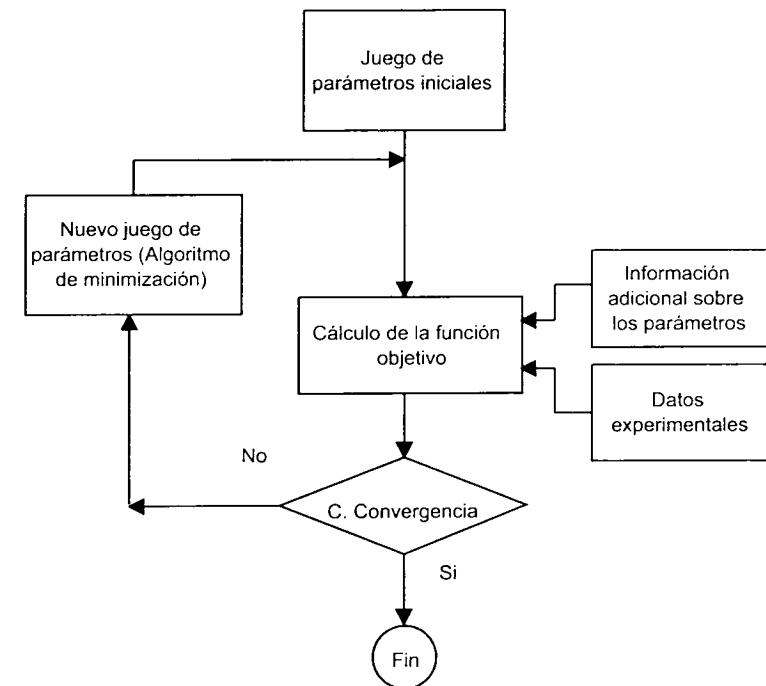 Juego de
parámetros iniciales
Nuevo juego de
parámetros (Algoritmo
de minimización)
Información
adicional sobre
los parámetros
Cálculo de la función
objetivo
Datos
experimentales
No
C. Convergencia
Si
Fin